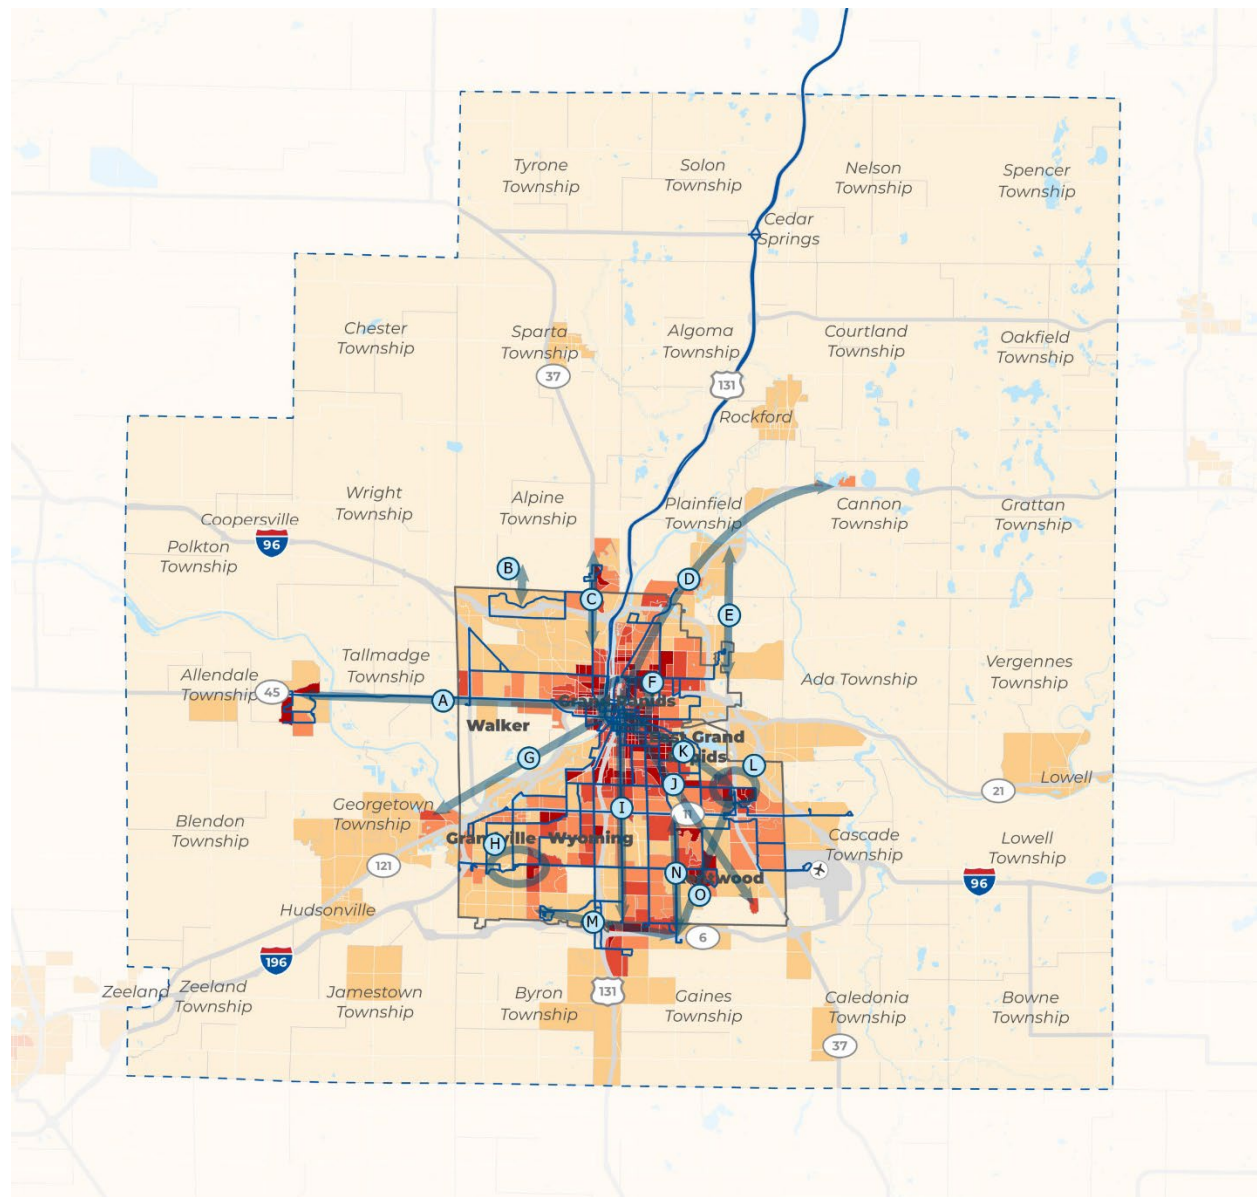 Tyrone
Township
Solon
Township
Nelson
Township
Spencer
Township
Cedar
Springs
Chester
Township
Sparta
Township
Algoma
Township
Courtland
Township
Oakfield
Township
37
131
Rockford
Wright
Township
Alpine
Township
Plainfield
Township
Cannon
Township
Grattan
Township
Coopersville
96
Polkton
Township
B
C
D
E
Allendale
Township
45
Tallmadge
Township
A
F
Ada Township
Vergennes
Township
Walker
Grand
K
G
L
J
I
Lowell
21
Georgetown
Township
Blendon
Township
H
Wyoming
Cascade
Township
Lowell
Township
121
N
O
96
Hudsonville
M
6
196
Zeeland
Zeeland
Township
Jamestown
Township
Byron
Township
131
Gaines
Township
Caledonia
Township
Bowne
Township
37